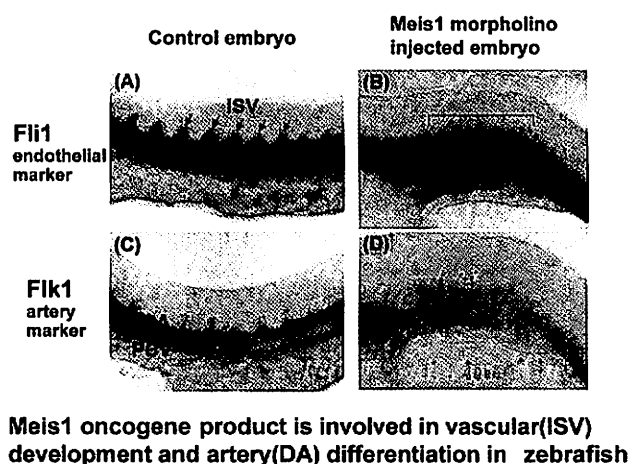 Control embryo
Meis1 morpholino
injected embryo
(A)
ISV
(B)
Fli1
endothelial
marker
(C)
(D)
Flk1
artery
marker
Meis1 oncogene product is involved in vascular(ISV)
development and artery(DA) differentiation in zebrafish